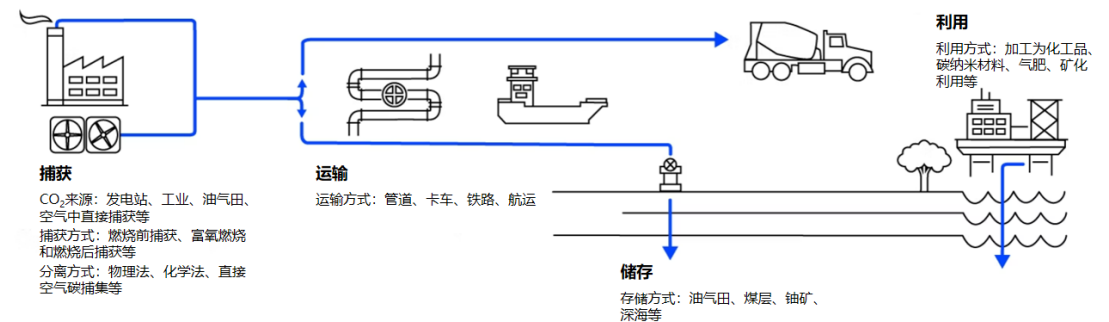 捕获
CO₂来源：发电站、工业、油气田、
空气中直接捕获等
捕获方式：燃烧前捕获、富氧燃烧
和燃烧后捕获等
分离方式：物理法、化学法、直接
空气碳捕集等
运输
运输方式：管道、卡车、铁路、航运
储存
存储方式：油气田、煤层、铀矿、
深海等
利用
利用方式：加工为化工品、
碳纳米材料、气肥、矿化
利用等